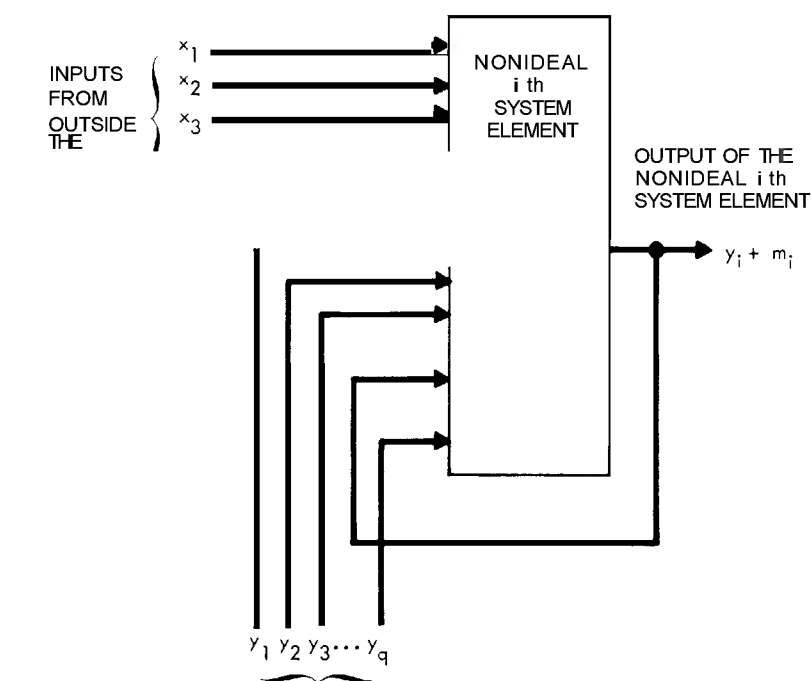 x1
x2
x3
INPUTS
FROM
OUTSIDE
THE
NONIDEAL
i th
SYSTEM
ELEMENT
OUTPUT OF THE
NONIDEAL i th
SYSTEM ELEMENT
yi + mi
y1 y2 y3... yq